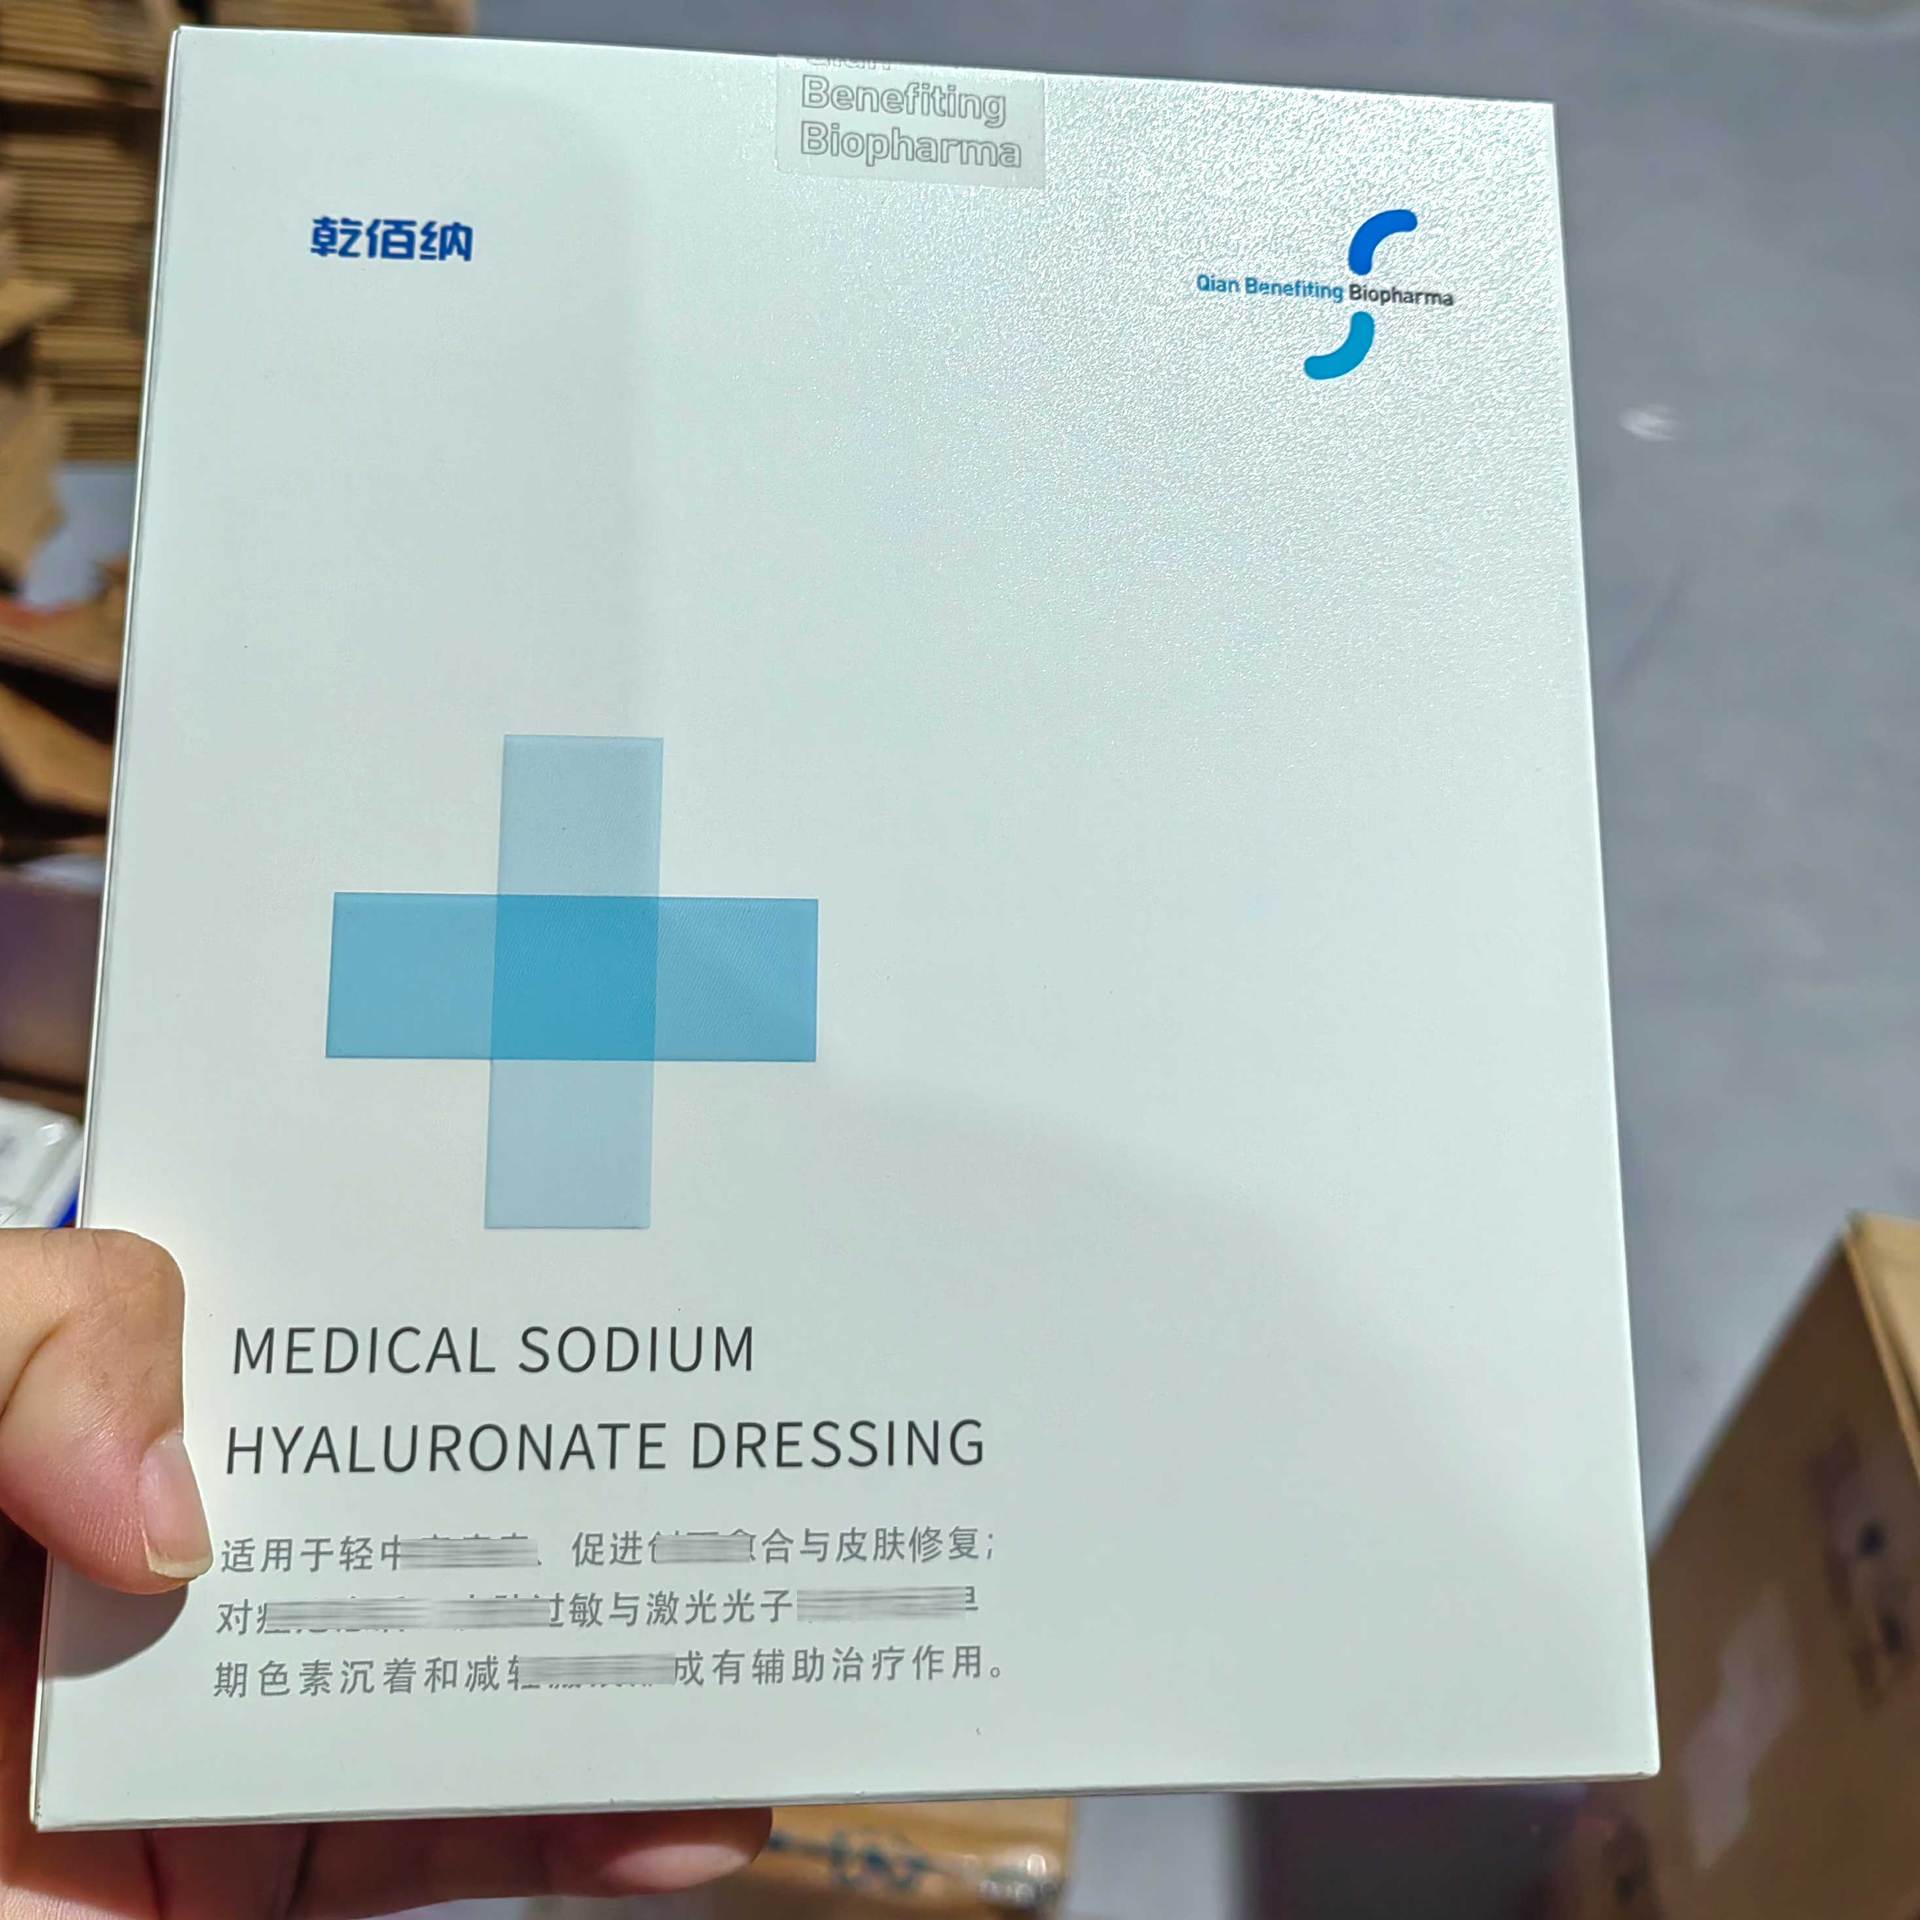 Benefiting
Biopharma
乾佰纳
Qian Benefiting Biopharma
MEDICAL SODIUM
HYALURONATE DRESSING
适用于轻中 、促进 合与皮肤修复；
对 过敏与激光光子
期色素沉着和减 成有辅助治疗作用。